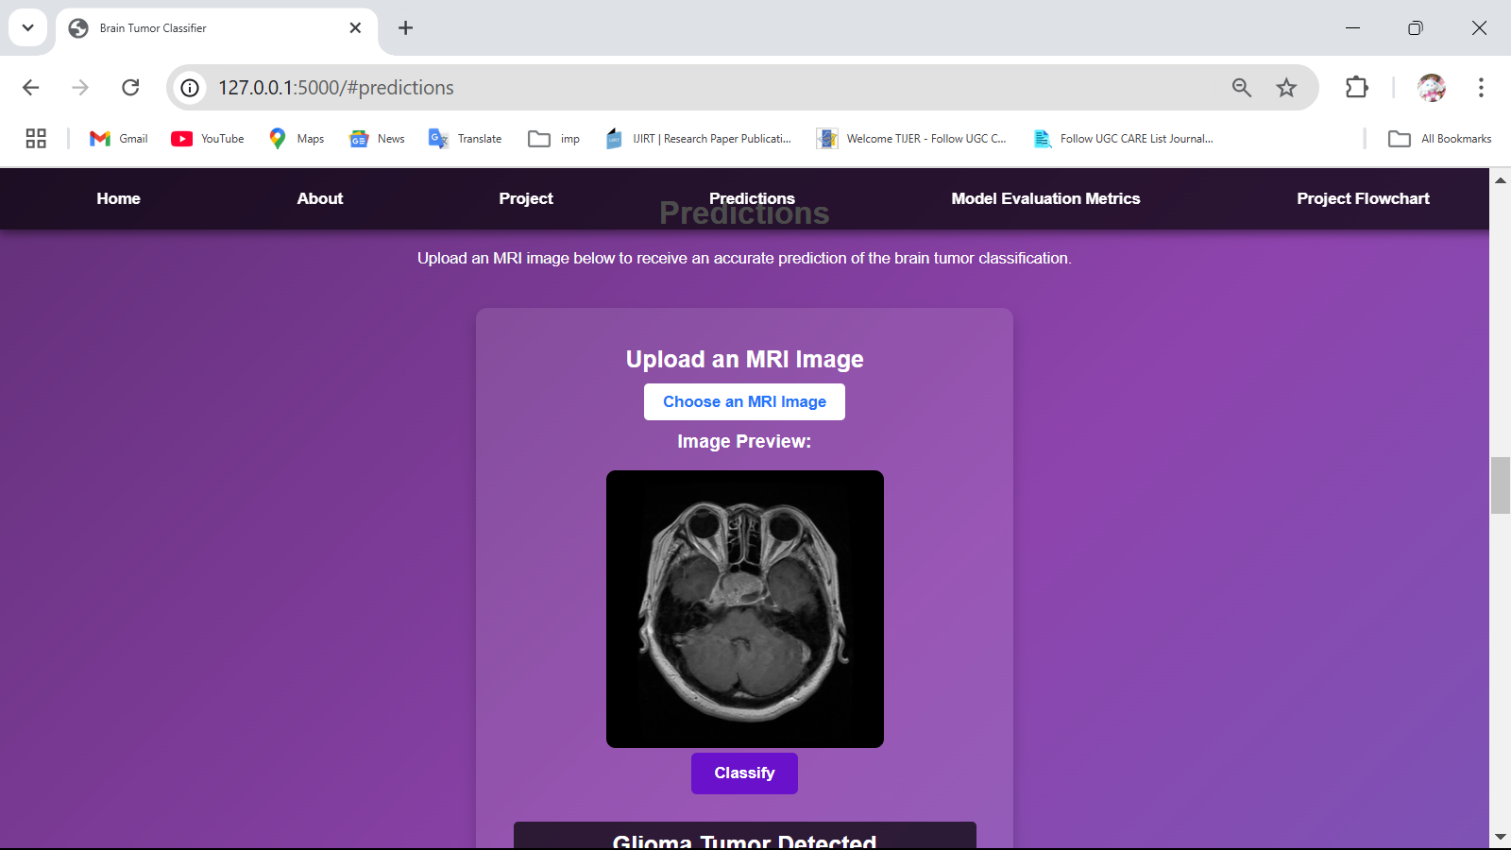 Brain Tumor Classifier
127.0.0.1:5000/#predictions
Gmail YouTube Maps News Translate imp IJIRT | Research Paper Publicati... Welcome TIJER - Follow UGC C... Follow UGC CARE List Journal... All Bookmarks
Home About Project Predictions Model Evaluation Metrics Project Flowchart
Predictions
Upload an MRI image below to receive an accurate prediction of the brain tumor classification.
Upload an MRI Image
Choose an MRI Image
Image Preview:
Classify
Glioma Tumor Detected